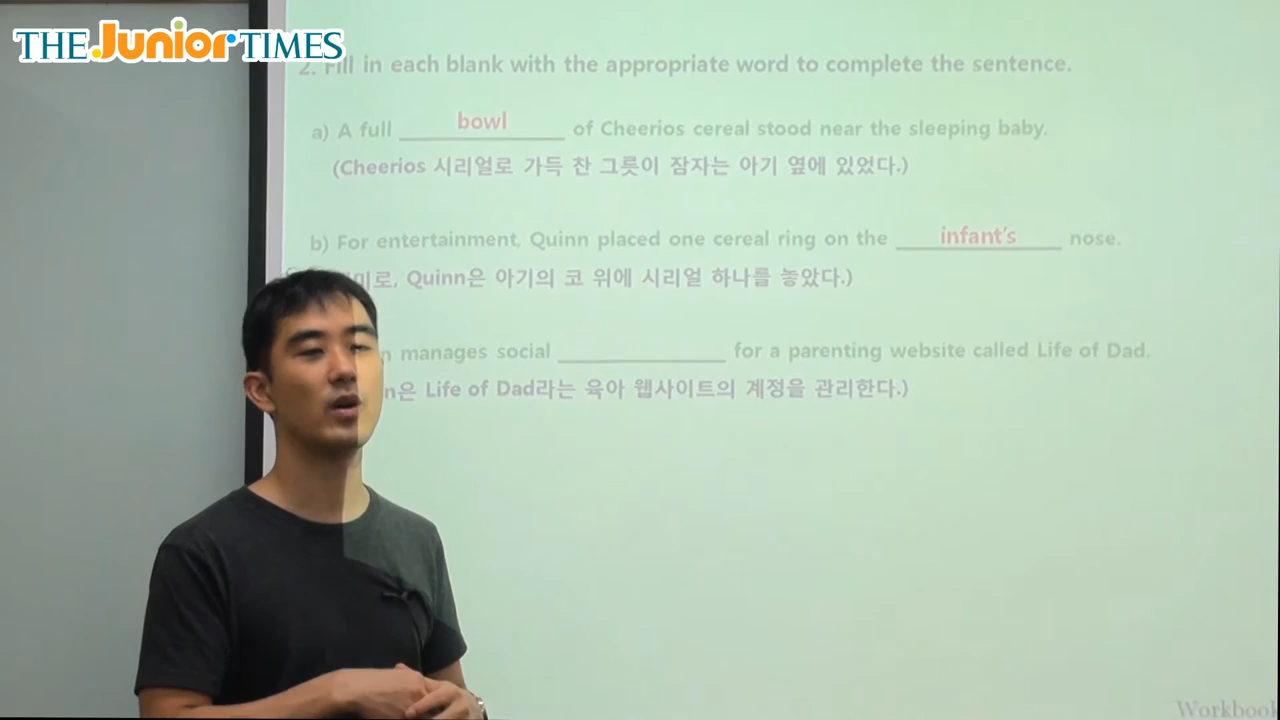 THE Junior TIMES
2. Fill in each blank with the appropriate word to complete the sentence.
a) A full bowl of Cheerios cereal stood near the sleeping baby.
(Cheerios 시리얼로 가득 찬 그릇이 잠자는 아기 옆에 있었다.)
b) For entertainment, Quinn placed one cereal ring on the infant's nose.
Quinn은 아기의 코 위에 시리얼 하나를 놓았다.)
manages social ____ for a parenting website called Life of Dad.
Life of Dad라는 육아 웹사이트의 계정을 관리한다.)
Workbook